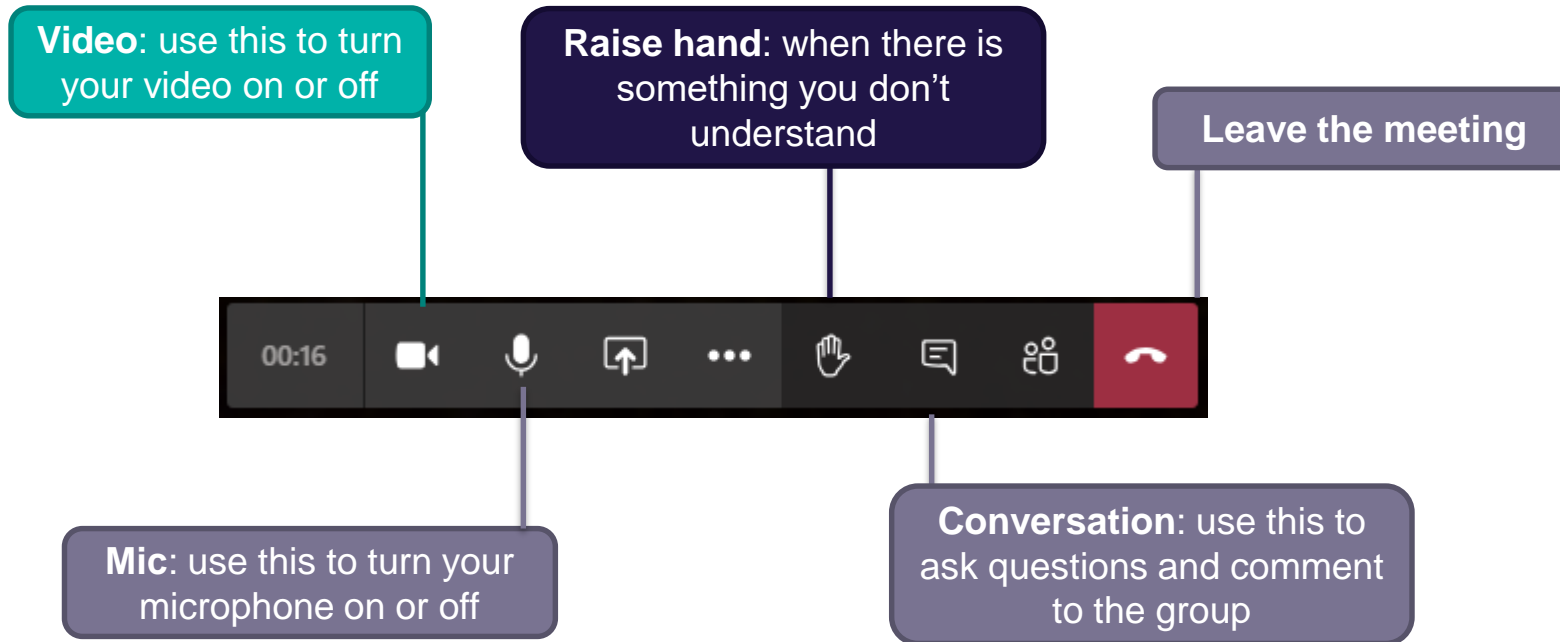 Video: use this to turn
your video on or off
Raise hand: when there is
something you don’t
understand
Leave the meeting
00:16
Mic: use this to turn your
microphone on or off
Conversation: use this to
ask questions and comment
to the group